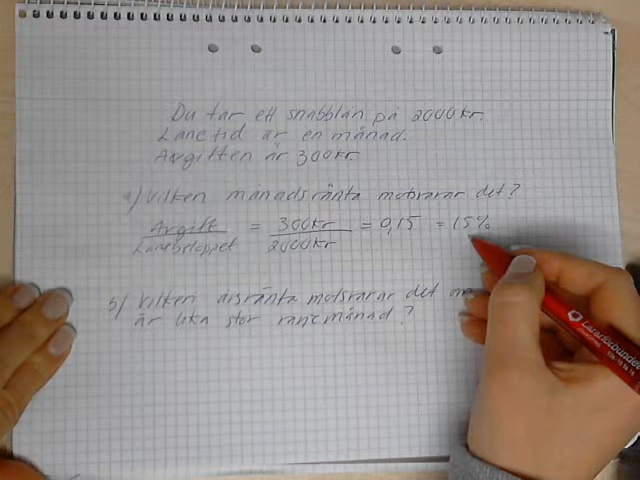 Du tar ett snabblån på 2000kr.
Lånetid är en månad.
Avgiften är 300kr.
a) Vilken månadsränta motsvarar det?
Avgift / Lånebeloppet = 300kr / 2000kr = 0,15 = 15%
b) Vilken årsränta motsvarar det om
är lika stor varje månad?
Lärarförbundet